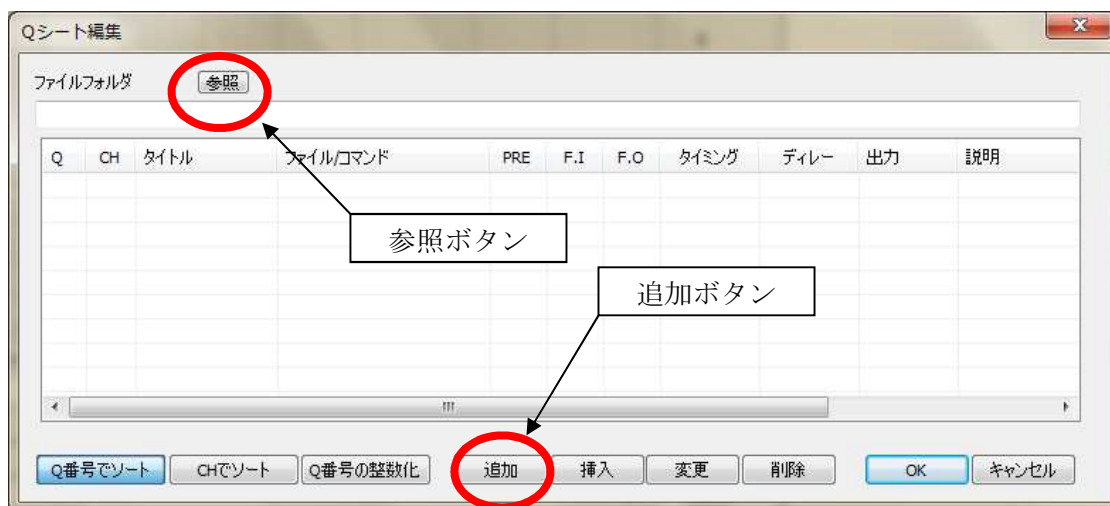 Qシート編集
ファイルフォルダ 参照
Q CH タイトル ファイル/コマンド PRE F.I F.O タイミング ディレー 出力 説明
参照ボタン
追加ボタン
Q番号でソート CHでソート Q番号の整数化 追加 挿入 変更 削除 OK キャンセル